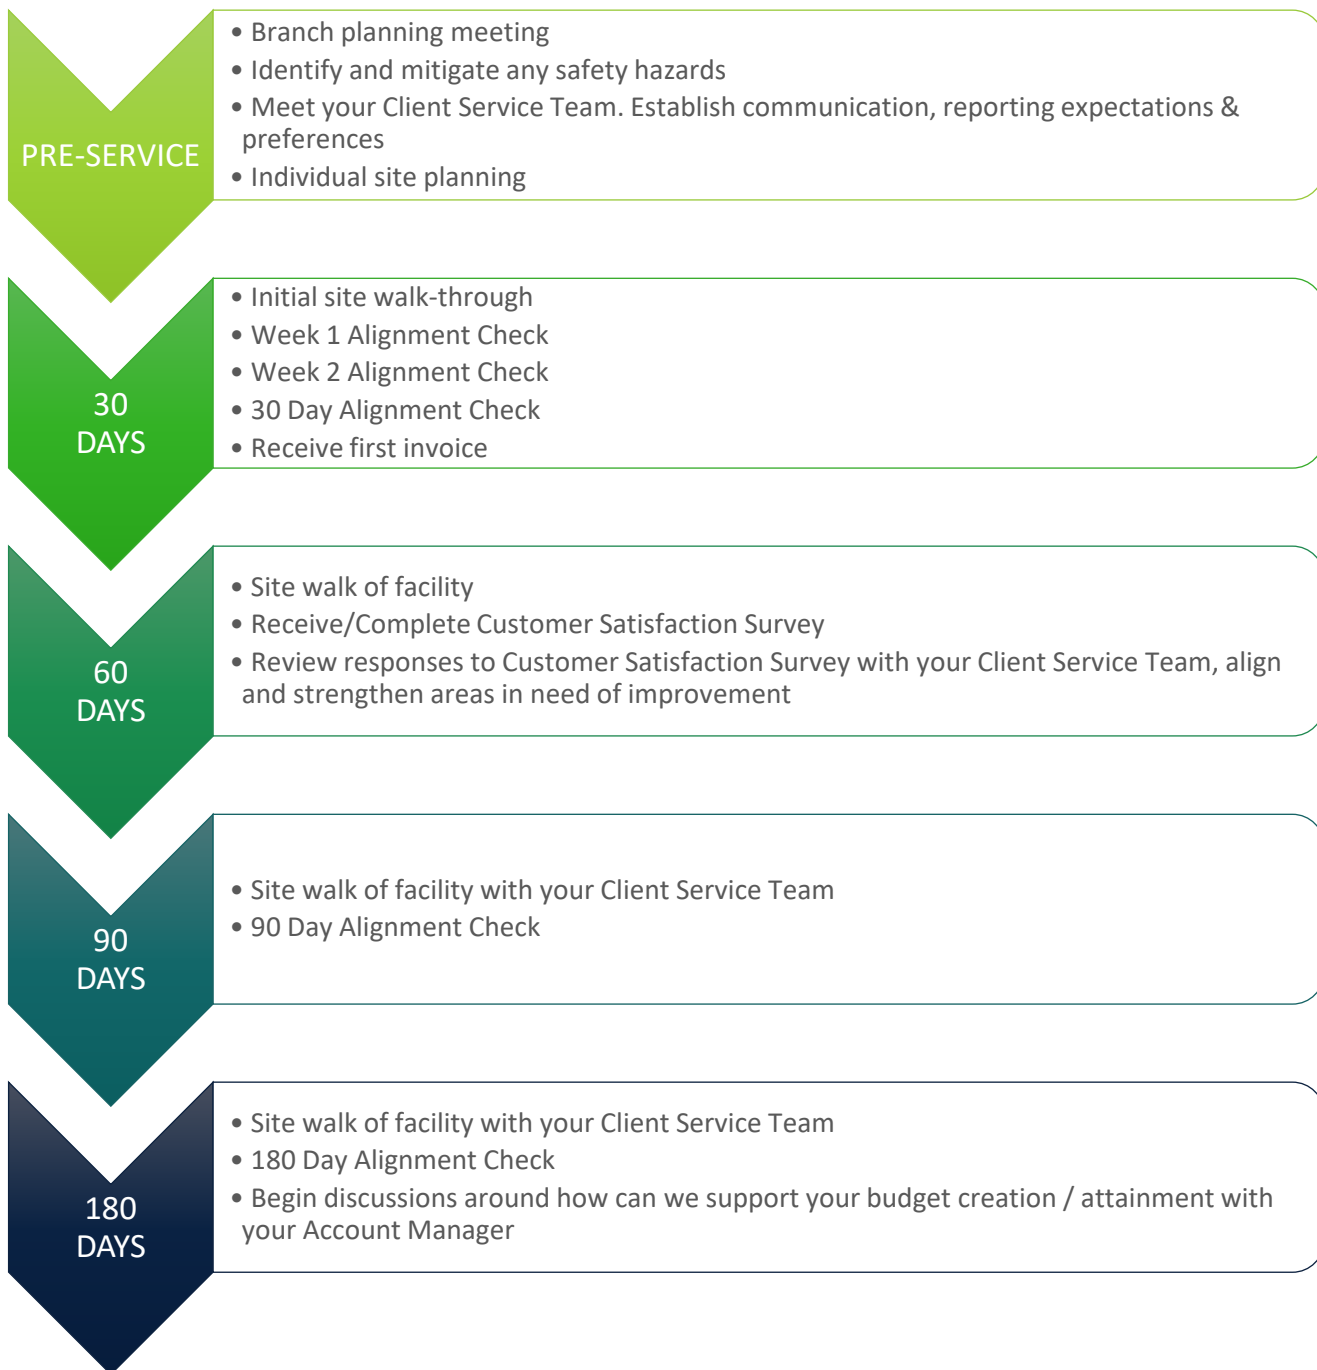 PRE-SERVICE
• Branch planning meeting
• Identify and mitigate any safety hazards
• Meet your Client Service Team. Establish communication, reporting expectations &
preferences
• Individual site planning
30
DAYS
• Initial site walk-through
• Week 1 Alignment Check
• Week 2 Alignment Check
• 30 Day Alignment Check
• Receive first invoice
60
DAYS
• Site walk of facility
• Receive/Complete Customer Satisfaction Survey
• Review responses to Customer Satisfaction Survey with your Client Service Team, align
and strengthen areas in need of improvement
90
DAYS
• Site walk of facility with your Client Service Team
• 90 Day Alignment Check
180
DAYS
• Site walk of facility with your Client Service Team
• 180 Day Alignment Check
• Begin discussions around how can we support your budget creation / attainment with
your Account Manager